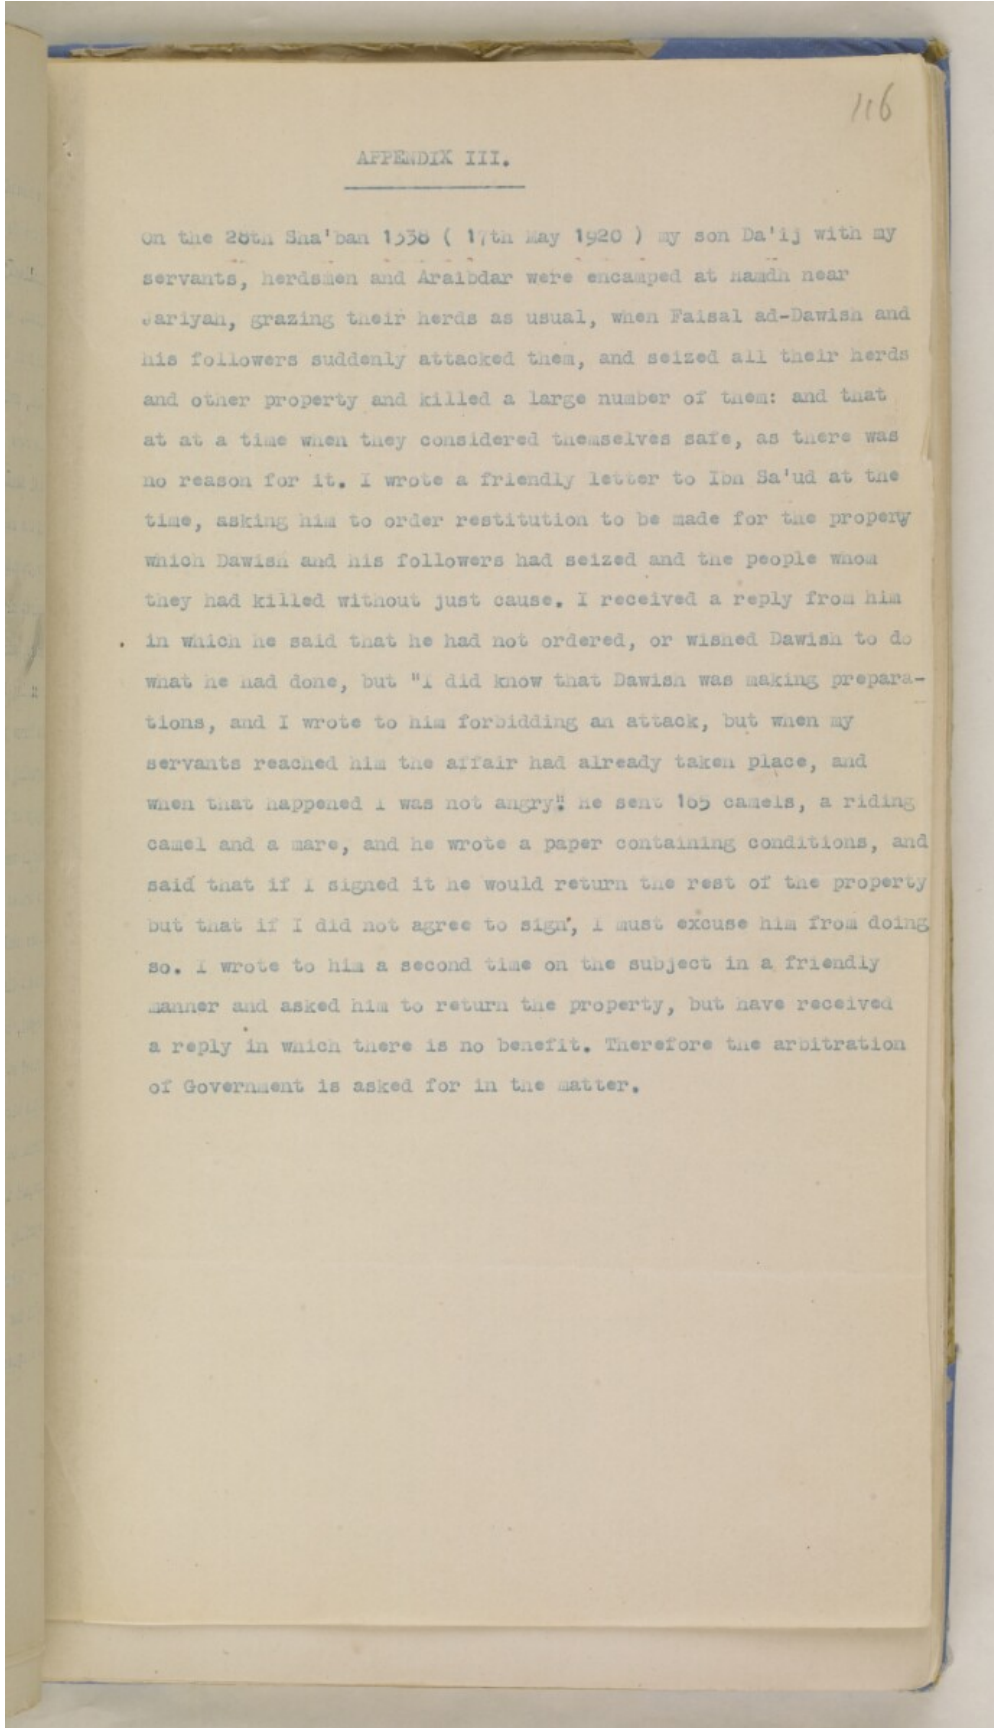 116
APPENDIX III.
On the 28th Sha'ban 1338 ( 17th May 1920 ) my son Da'ij with my
servants, herdsmen and Araibdar were encamped at Hamdh near
Jariyah, grazing their herds as usual, when Faisal ad-Dawish and
his followers suddenly attacked them, and seized all their herds
and other property and killed a large number of them: and that
at at a time when they considered themselves safe, as there was
no reason for it. I wrote a friendly letter to Ibn Sa'ud at the
time, asking him to order restitution to be made for the propery
which Dawish and his followers had seized and the people whom
they had killed without just cause. I received a reply from him
in which he said that he had not ordered, or wished Dawish to do
what he had done, but "I did know that Dawish was making prepara-
tions, and I wrote to him forbidding an attack, but when my
servants reached him the affair had already taken place, and
when that happened I was not angry". He sent 165 camels, a riding
camel and a mare, and he wrote a paper containing conditions, and
said that if I signed it he would return the rest of the property
but that if I did not agree to sign, I must excuse him from doing
so. I wrote to him a second time on the subject in a friendly
manner and asked him to return the property, but have received
a reply in which there is no benefit. Therefore the arbitration
of Government is asked for in the matter.